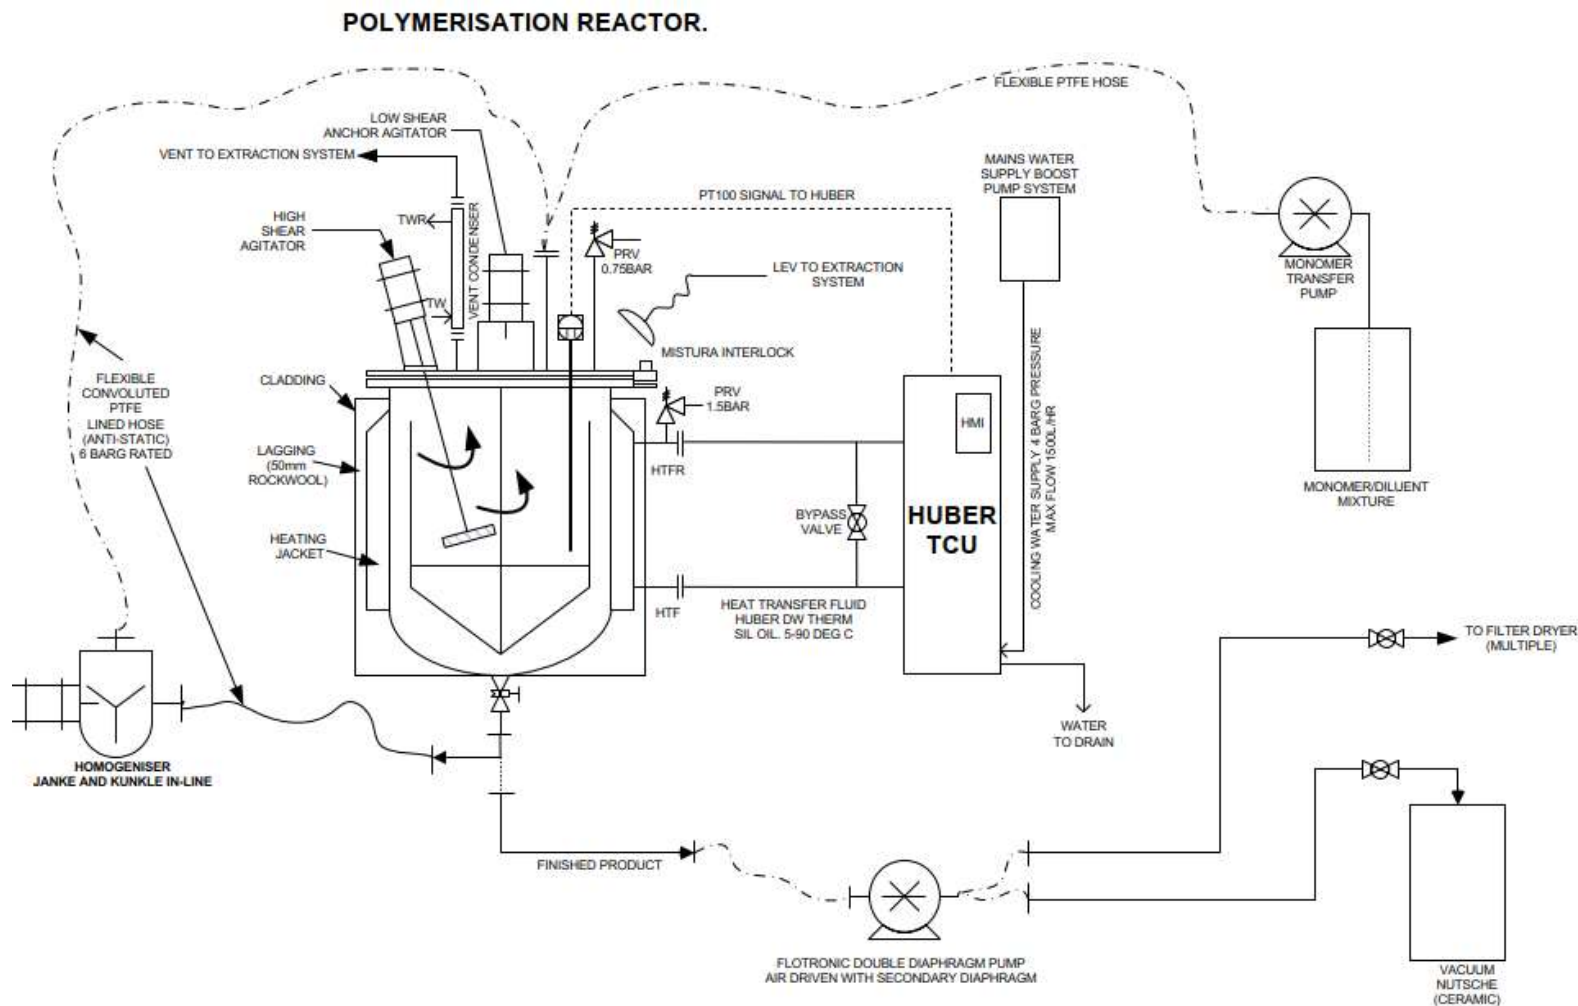 POLYMERISATION REACTOR.
FLEXIBLE PTFE HOSE
LOW SHEAR
ANCHOR AGITATOR
VENT TO EXTRACTION SYSTEM
MAINS WATER
SUPPLY BOOST
PUMP SYSTEM
PT100 SIGNAL TO HUBER
HIGH
SHEAR
AGITATOR
TWR
VENT CONDENSER
TW
PRV
0.75BAR
LEV TO EXTRACTION
SYSTEM
MONOMER
TRANSFER
PUMP
MISTURA INTERLOCK
FLEXIBLE
CONVOLUTED
PTFE
LINED HOSE
(ANTI-STATIC)
6 BARG RATED
CLADDING
PRV
1.5BAR
HMI
COOLING WATER SUPPLY 4 BARG PRESSURE
MAX FLOW 1500L/HR
LAGGING
(50mm
ROCKWOOL)
HTFR
MONOMER/DILUENT
MIXTURE
BYPASS
VALVE
HUBER
TCU
HEATING
JACKET
HTF
HEAT TRANSFER FLUID
HUBER DW THERM
SIL OIL. 5-90 DEG C
TO FILTER DRYER
(MULTIPLE)
WATER
TO DRAIN
HOMOGENISER
JANKE AND KUNKLE IN-LINE
FINISHED PRODUCT
FLOTRONIC DOUBLE DIAPHRAGM PUMP
AIR DRIVEN WITH SECONDARY DIAPHRAGM
VACUUM
NUTSCHE
(CERAMIC)